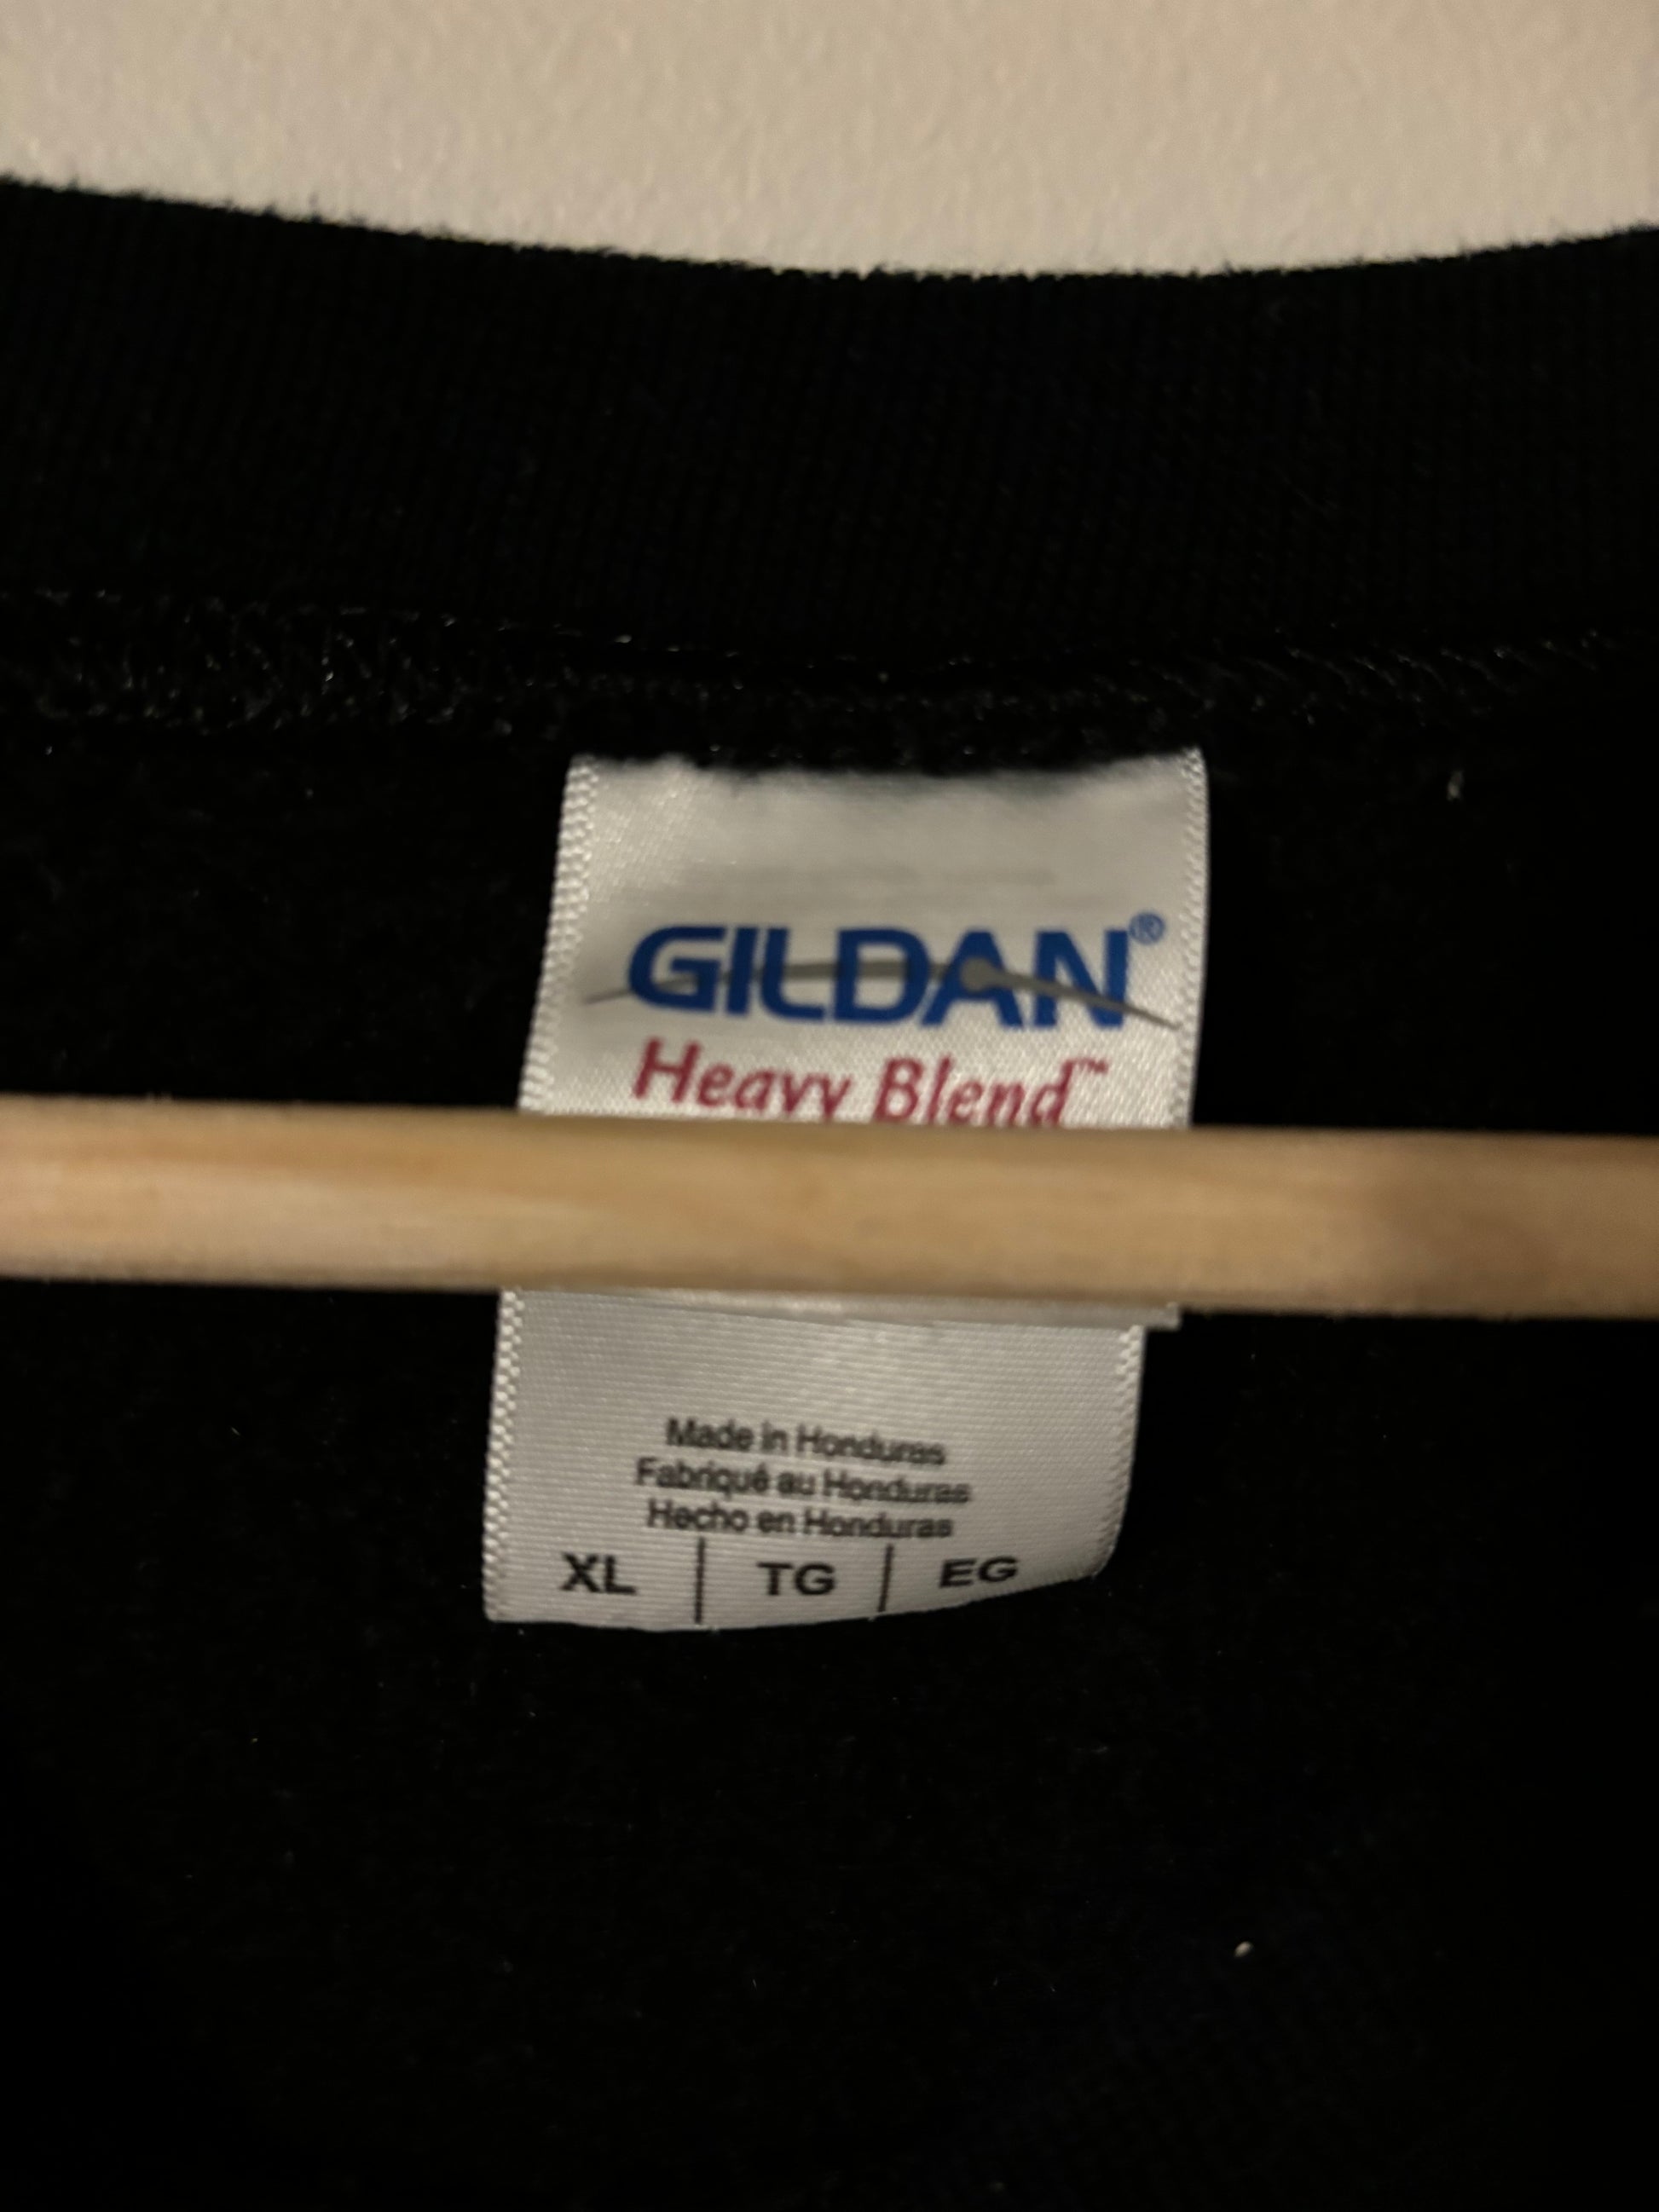 GILDAN®
Heavy Blend™
Made in Honduras
Fabriqué au Honduras
Hecho en Honduras
XL | TG | EG